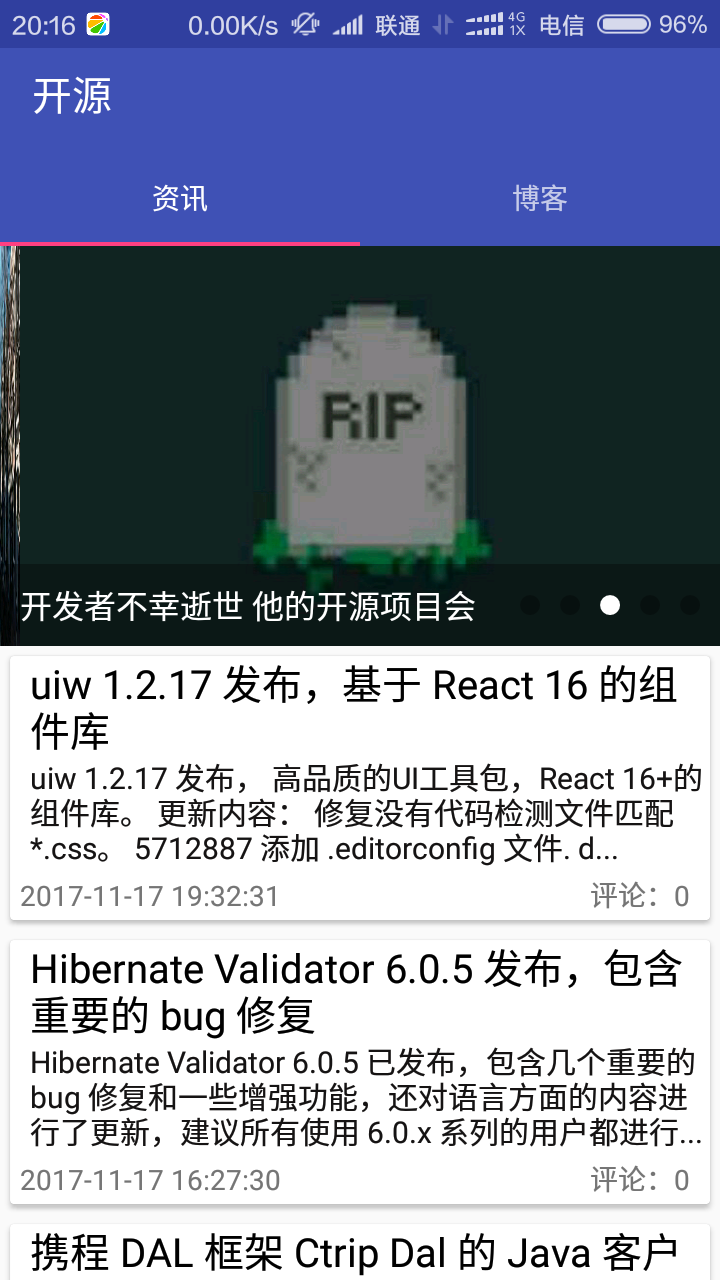 20:16 0.00K/s 联通 4G 1X 电信 96%
开源
资讯 博客
RIP
开发者不幸逝世 他的开源项目会
uiw 1.2.17 发布，基于 React 16 的组
件库
uiw 1.2.17 发布， 高品质的UI工具包，React 16+的
组件库。 更新内容： 修复没有代码检测文件匹配
*.css。 5712887 添加 .editorconfig 文件. d...
2017-11-17 19:32:31 评论：0
Hibernate Validator 6.0.5 发布，包含
重要的 bug 修复
Hibernate Validator 6.0.5 已发布，包含几个重要的
bug 修复和一些增强功能，还对语言方面的内容进
行了更新，建议所有使用 6.0.x 系列的用户都进行...
2017-11-17 16:27:30 评论：0
携程 DAL 框架 Ctrip Dal 的 Java 客户